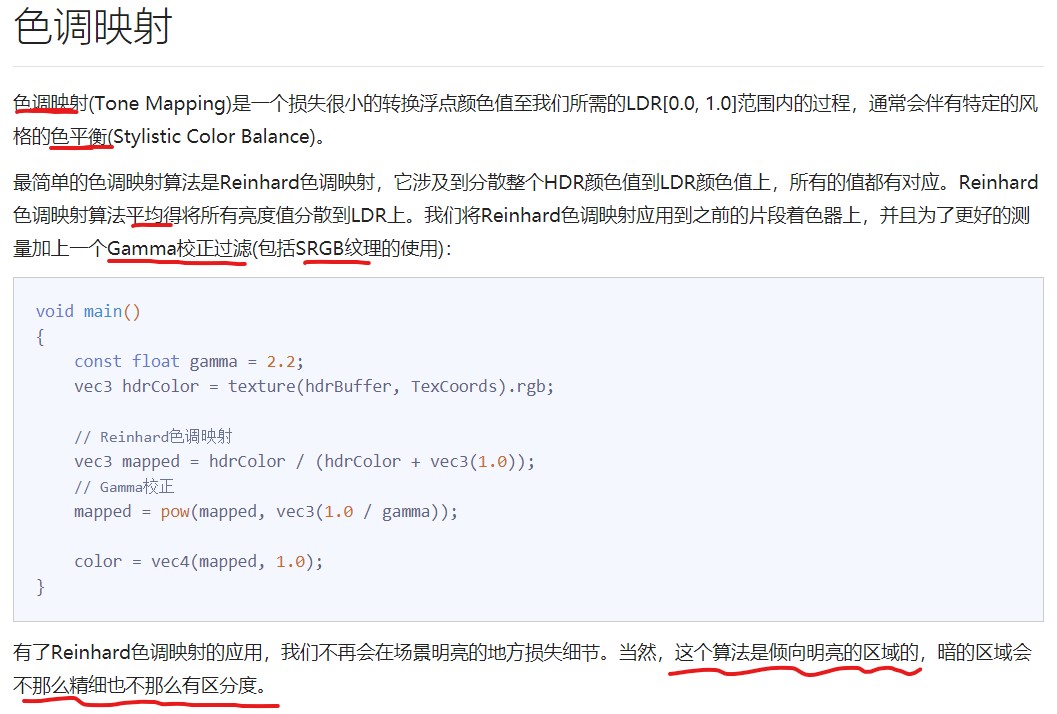 色调映射
色调映射(Tone Mapping)是一个损失很小的转换浮点颜色值至我们所需的LDR[0.0, 1.0]范围内的过程，通常会伴有特定的风
格的色平衡(Stylistic Color Balance)。
最简单的色调映射算法是Reinhard色调映射，它涉及到分散整个HDR颜色值到LDR颜色值上，所有的值都有对应。Reinhard
色调映射算法平均得将所有亮度值分散到LDR上。我们将Reinhard色调映射应用到之前的片段着色器上，并且为了更好的测
量加上一个Gamma校正过滤(包括SRGB纹理的使用)：
void main()
{
    const float gamma = 2.2;
    vec3 hdrColor = texture(hdrBuffer, TexCoords).rgb;
    // Reinhard色调映射
    vec3 mapped = hdrColor / (hdrColor + vec3(1.0));
    // Gamma校正
    mapped = pow(mapped, vec3(1.0 / gamma));
    color = vec4(mapped, 1.0);
}
有了Reinhard色调映射的应用，我们不再会在场景明亮的地方损失细节。当然，这个算法是倾向明亮的区域的，暗的区域会
不那么精细也不那么有区分度。